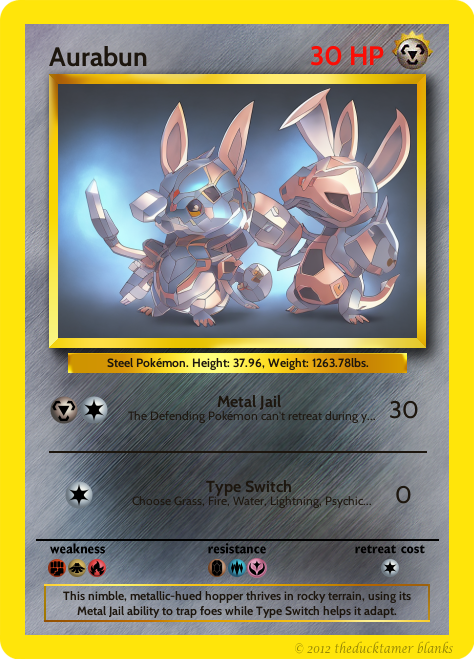 Aurabun 30 HP
Steel Pokémon. Height: 37.96, Weight: 1263.78lbs.
Metal Jail
The Defending Pokémon can't retreat during y... 30
Type Switch
Choose Grass, Fire, Water, Lightning, Psychic... 0
weakness resistance retreat cost
This nimble, metallic-hued hopper thrives in rocky terrain, using its
Metal Jail ability to trap foes while Type Switch helps it adapt.
© 2012 theducktamer blanks